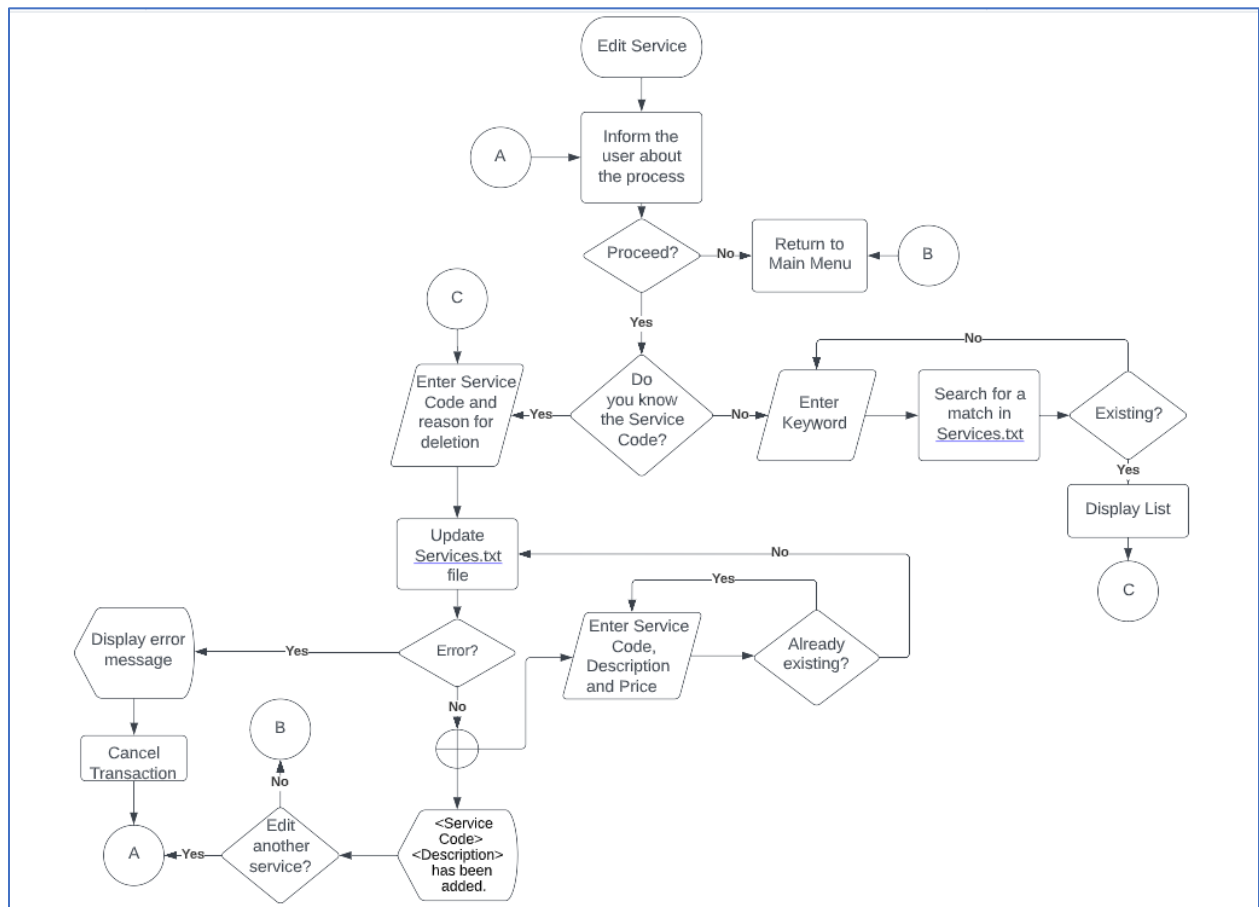 Edit Service
Inform the
user about
the process
A
Proceed?
No
Return to
Main Menu
B
Yes
C
Enter Service
Code and
reason for
deletion
Yes
Do
you know
the Service
Code?
No
Enter
Keyword
Search for a
match in
Services.txt
Existing?
No
Yes
Display List
C
Update
Services.txt
file
No
Yes
Enter Service
Code,
Description
and Price
Already
existing?
Error?
Yes
Display error
message
No
Cancel
Transaction
B
No
A
Yes
Edit
another
service?
<Service
Code>
<Description>
has been
added.